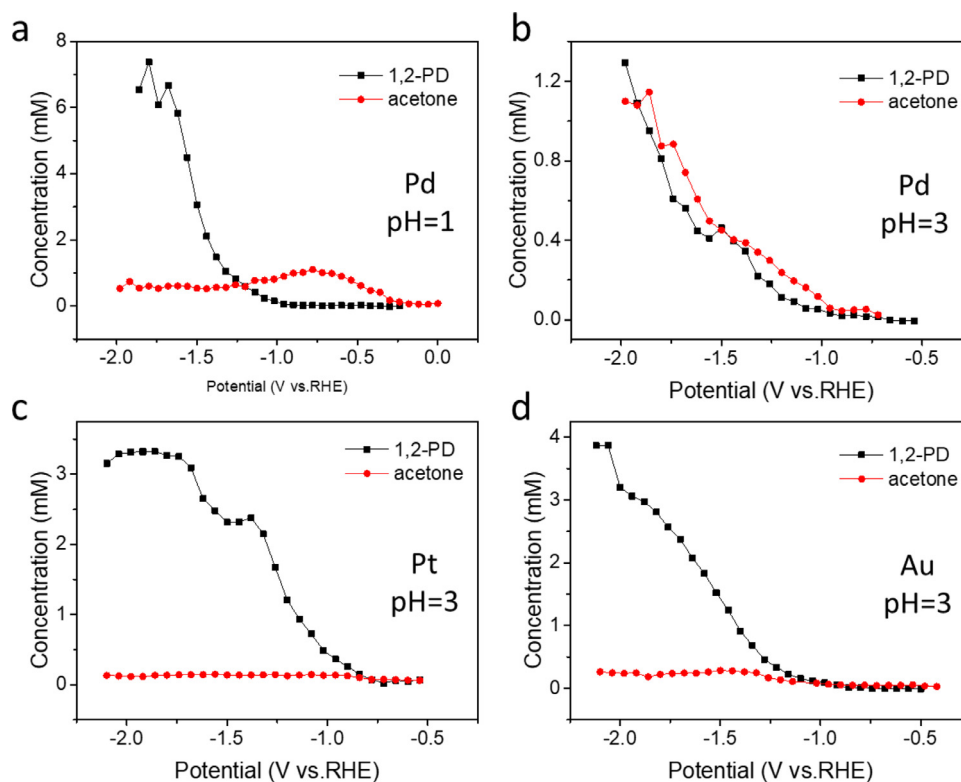 a
8
6
4
2
0
Concentration (mM)
1,2-PD
acetone
Pd
pH=1
-2.0
-1.5
-1.0
-0.5
0.0
Potential (V vs.RHE)
b
1.2
0.8
0.4
0.0
Concentration (mM)
1,2-PD
acetone
Pd
pH=3
-2.0
-1.5
-1.0
-0.5
Potential (V vs.RHE)
c
3
2
1
0
Concentration (mM)
1,2-PD
acetone
Pt
pH=3
-2.0
-1.5
-1.0
-0.5
Potential (V vs.RHE)
d
4
3
2
1
0
Concentration (mM)
1,2-PD
acetone
Au
pH=3
-2.0
-1.5
-1.0
-0.5
Potential (V vs.RHE)